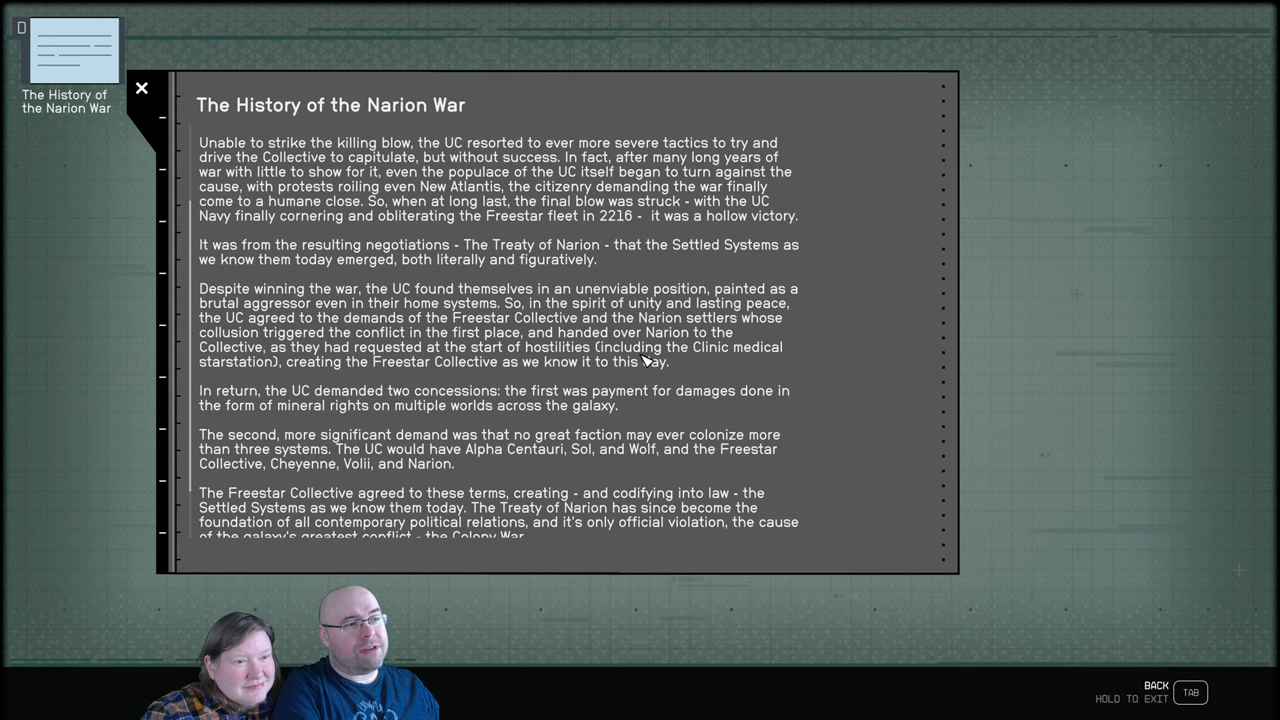 D
The History of
the Narion War
The History of the Narion War
Unable to strike the killing blow, the UC resorted to ever more severe tactics to try and
drive the Collective to capitulate, but without success. In fact, after many long years of
war with little to show for it, even the populace of the UC itself began to turn against the
cause, with protests roiling even New Atlantis, the citizenry demanding the war finally
come to a humane close. So, when at long last, the final blow was struck - with the UC
Navy finally cornering and obliterating the Freestar fleet in 2216 - it was a hollow victory.
It was from the resulting negotiations - The Treaty of Narion - that the Settled Systems as
we know them today emerged, both literally and figuratively.
Despite winning the war, the UC found themselves in an unenviable position, painted as a
brutal aggressor even in their home systems. So, in the spirit of unity and lasting peace,
the UC agreed to the demands of the Freestar Collective and the Narion settlers whose
collusion triggered the conflict in the first place, and handed over Narion to the
Collective, as they had requested at the start of hostilities (including the Clinic medical
starstation), creating the Freestar Collective as we know it to this day.
In return, the UC demanded two concessions: the first was payment for damages done in
the form of mineral rights on multiple worlds across the galaxy.
The second, more significant demand was that no great faction may ever colonize more
than three systems. The UC would have Alpha Centauri, Sol, and Wolf, and the Freestar
Collective, Cheyenne, Volii, and Narion.
The Freestar Collective agreed to these terms, creating - and codifying into law - the
Settled Systems as we know them today. The Treaty of Narion has since become the
foundation of all contemporary political relations, and it's only official violation, the cause
of the galaxy's greatest conflict - the Colony War.
BACK
HOLD TO EXIT
TAB